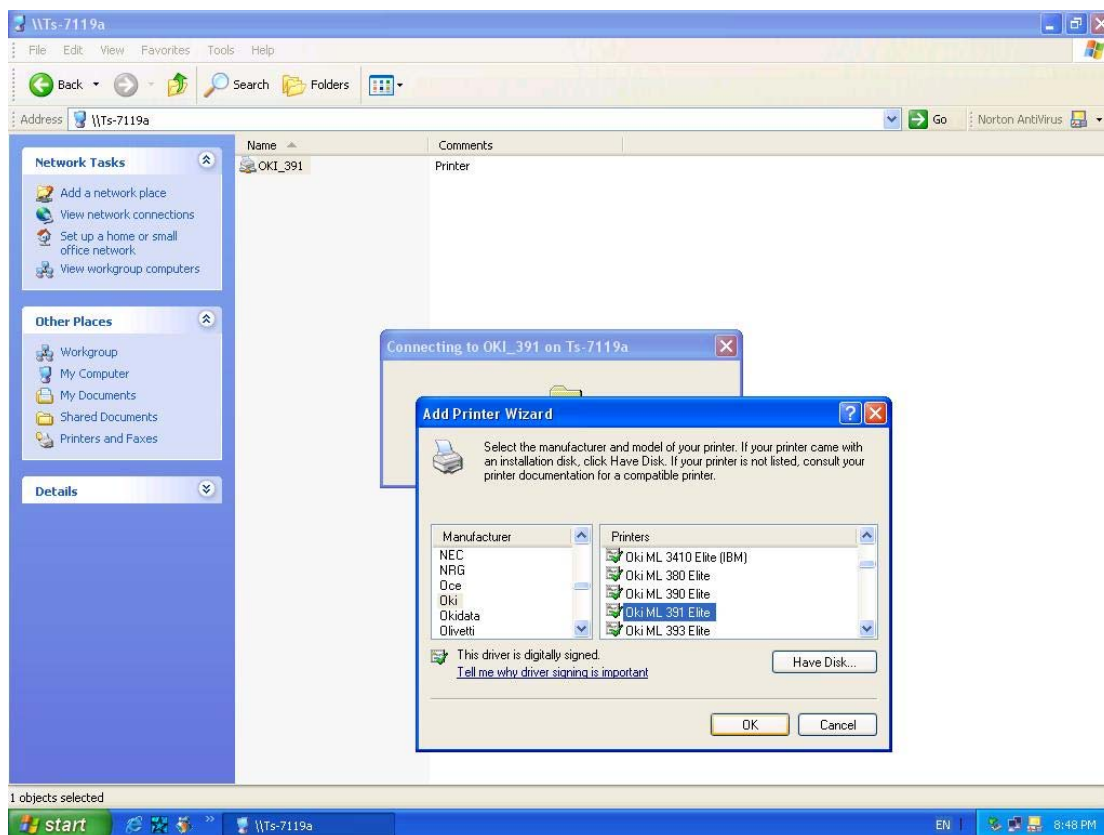 \\Ts-7119a
File Edit View Favorites Tools Help
Back Search Folders
Address \\Ts-7119a Go Norton AntiVirus
Name Comments
OKI_391 Printer
Network Tasks
Add a network place
View network connections
Set up a home or small
office network
View workgroup computers
Other Places
Workgroup
My Computer
My Documents
Shared Documents
Printers and Faxes
Details
Connecting to OKI_391 on Ts-7119a
Add Printer Wizard
Select the manufacturer and model of your printer. If your printer came with
an installation disk, click Have Disk. If your printer is not listed, consult your
printer documentation for a compatible printer.
Manufacturer
NEC
NRG
Oce
Oki
Okidata
Olivetti
Printers
Oki ML 3410 Elite (IBM)
Oki ML 380 Elite
Oki ML 390 Elite
Oki ML 391 Elite
Oki ML 393 Elite
This driver is digitally signed.
Tell me why driver signing is important
Have Disk...
OK Cancel
1 objects selected
start \\Ts-7119a EN 8:48 PM